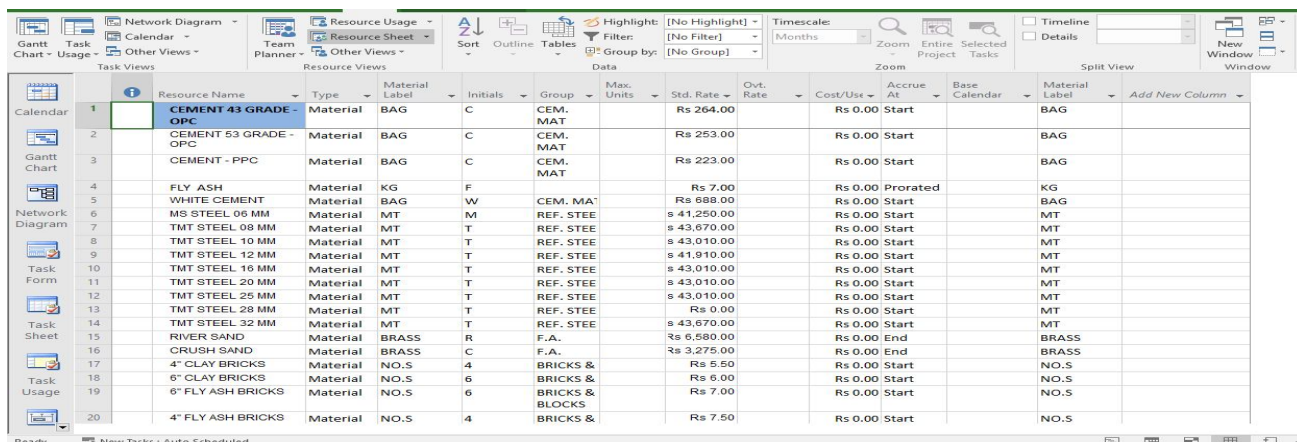 Gantt Chart Task Usage Network Diagram Calendar Other Views Team Planner Resource Usage Resource Sheet Other Views Sort Outline Tables Highlight: [No Highlight] Filter: [No Filter] Group by: [No Group] Timescale: Months Zoom Entire Project Selected Tasks Timeline Details New Window
Task Views Resource Views Data Zoom Split View Window
Resource Name Type Material Label Initials Group Max. Units Std. Rate Ovt. Rate Cost/Use Accrue At Base Calendar Material Label Add New Column
1 CEMENT 43 GRADE - OPC Material BAG C CEM. MAT Rs 264.00 Rs 0.00 Start BAG
2 CEMENT 53 GRADE - OPC Material BAG C CEM. MAT Rs 253.00 Rs 0.00 Start BAG
3 CEMENT - PPC Material BAG C CEM. MAT Rs 223.00 Rs 0.00 Start BAG
4 FLY ASH Material KG F Rs 7.00 Rs 0.00 Prorated KG
5 WHITE CEMENT Material BAG W CEM. MAT Rs 688.00 Rs 0.00 Start BAG
6 MS STEEL 06 MM Material MT M REF. STEE s 41,250.00 Rs 0.00 Start MT
7 TMT STEEL 08 MM Material MT T REF. STEE s 43,670.00 Rs 0.00 Start MT
8 TMT STEEL 10 MM Material MT T REF. STEE s 43,010.00 Rs 0.00 Start MT
9 TMT STEEL 12 MM Material MT T REF. STEE s 41,910.00 Rs 0.00 Start MT
10 TMT STEEL 16 MM Material MT T REF. STEE s 43,010.00 Rs 0.00 Start MT
11 TMT STEEL 20 MM Material MT T REF. STEE s 43,010.00 Rs 0.00 Start MT
12 TMT STEEL 25 MM Material MT T REF. STEE s 43,010.00 Rs 0.00 Start MT
13 TMT STEEL 28 MM Material MT T REF. STEE Rs 0.00 Rs 0.00 Start MT
14 TMT STEEL 32 MM Material MT T REF. STEE s 43,670.00 Rs 0.00 Start MT
15 RIVER SAND Material BRASS R F.A. Rs 6,580.00 Rs 0.00 End BRASS
16 CRUSH SAND Material BRASS C F.A. Rs 3,275.00 Rs 0.00 End BRASS
17 4" CLAY BRICKS Material NO.S 4 BRICKS & Rs 5.50 Rs 0.00 Start NO.S
18 6" CLAY BRICKS Material NO.S 6 BRICKS & Rs 6.00 Rs 0.00 Start NO.S
19 6" FLY ASH BRICKS Material NO.S 6 BRICKS & BLOCKS Rs 7.00 Rs 0.00 Start NO.S
20 4" FLY ASH BRICKS Material NO.S 4 BRICKS & Rs 7.50 Rs 0.00 Start NO.S
Calendar
Gantt Chart
Network Diagram
Task Form
Task Sheet
Task Usage
Ready New Tasks : Auto Scheduled